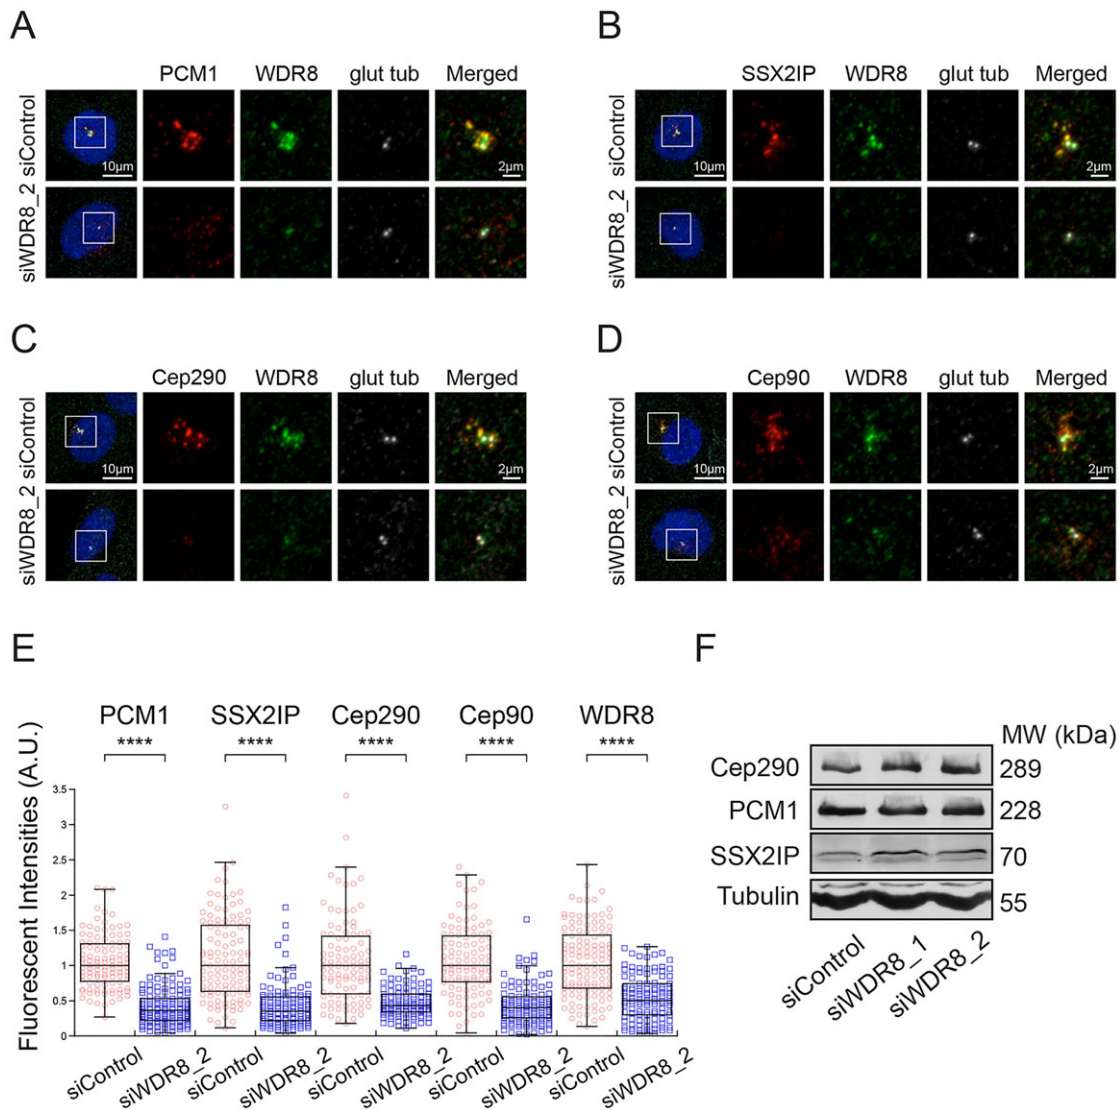 A
PCM1 WDR8 glut tub Merged
siControl
10μm
2μm
siWDR8_2
B
SSX2IP WDR8 glut tub Merged
siControl
10μm
2μm
siWDR8_2
C
Cep290 WDR8 glut tub Merged
siControl
10μm
2μm
siWDR8_2
D
Cep90 WDR8 glut tub Merged
siControl
10μm
2μm
siWDR8_2
E
PCM1 SSX2IP Cep290 Cep90 WDR8
**** **** **** **** ****
Fluorescent Intensities (A.U.)
3.5
3
2.5
2
1.5
1
0.5
0
siControl siWDR8_2 siControl siWDR8_2 siControl siWDR8_2 siControl siWDR8_2 siControl siWDR8_2
F
MW (kDa)
Cep290 289
PCM1 228
SSX2IP 70
Tubulin 55
siControl siWDR8_1 siWDR8_2